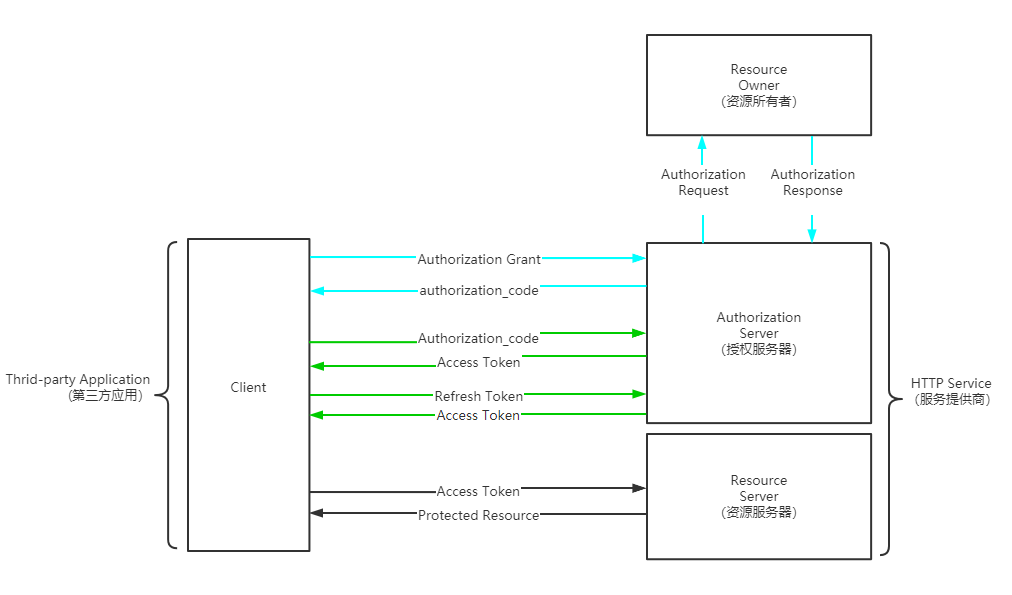 Resource
Owner
（资源所有者）
Authorization
Request
Authorization
Response
Authorization Grant
authorization_code
Authorization_code
Access Token
Refresh Token
Access Token
Access Token
Protected Resource
Thrid-party Application
（第三方应用）
Client
Authorization
Server
（授权服务器）
HTTP Service
（服务提供商）
Resource
Server
（资源服务器）